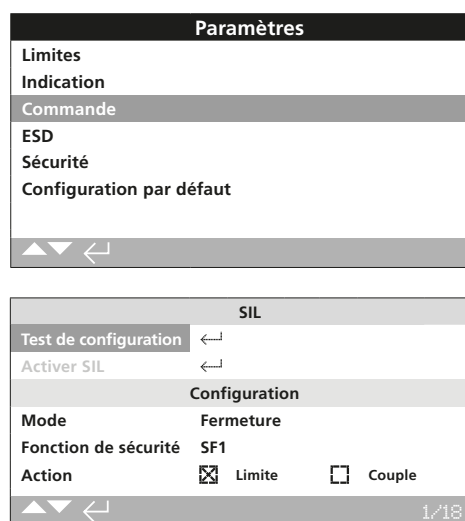 Paramètres
Limites
Indication
Commande
ESD
Sécurité
Configuration par défaut
SIL
Test de configuration
Activer SIL
Configuration
Mode Fermeture
Fonction de sécurité SF1
Action Limite Couple
1/18